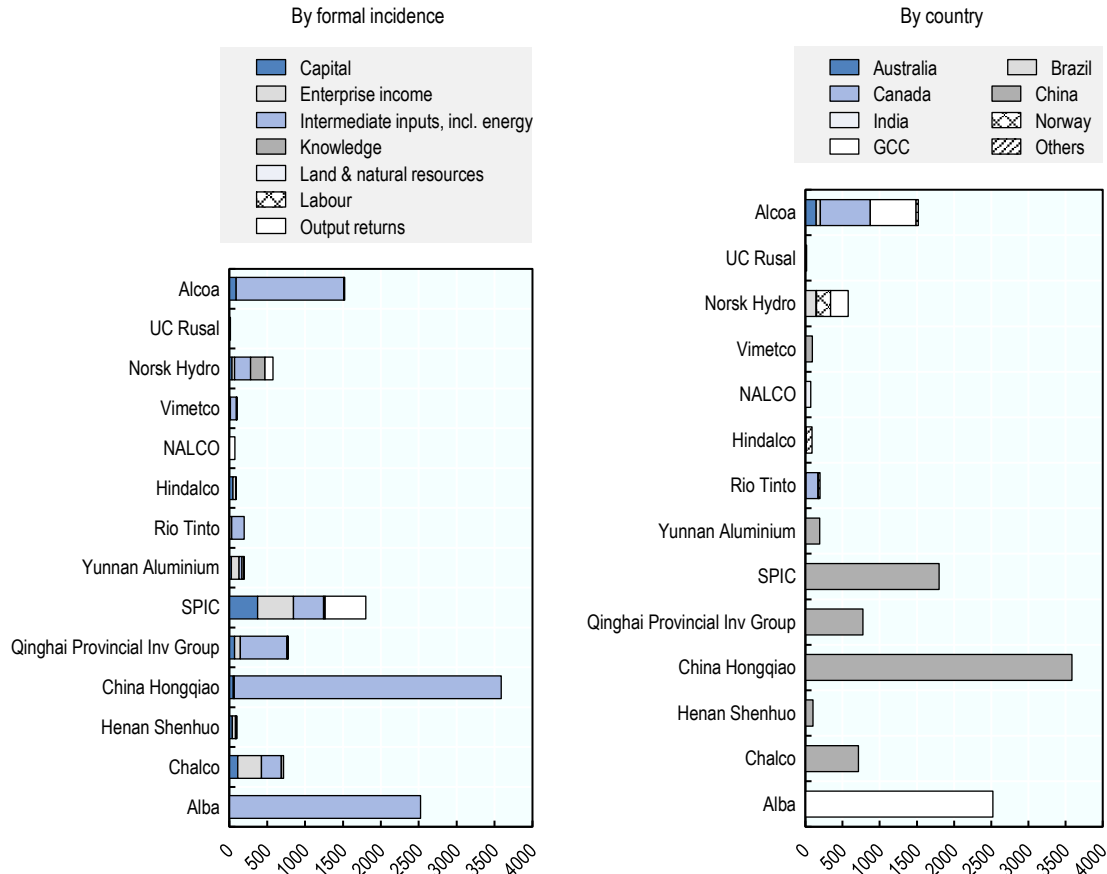 By formal incidence
Capital
Enterprise income
Intermediate inputs, incl. energy
Knowledge
Land & natural resources
Labour
Output returns
Alcoa
UC Rusal
Norsk Hydro
Vimetco
NALCO
Hindalco
Rio Tinto
Yunnan Aluminium
SPIC
Qinghai Provincial Inv Group
China Hongqiao
Henan Shenhuo
Chalco
Alba
0 500 1000 1500 2000 2500 3000 3500 4000
By country
Australia Brazil
Canada China
India Norway
GCC Others
Alcoa
UC Rusal
Norsk Hydro
Vimetco
NALCO
Hindalco
Rio Tinto
Yunnan Aluminium
SPIC
Qinghai Provincial Inv Group
China Hongqiao
Henan Shenhuo
Chalco
Alba
0 500 1000 1500 2000 2500 3000 3500 4000